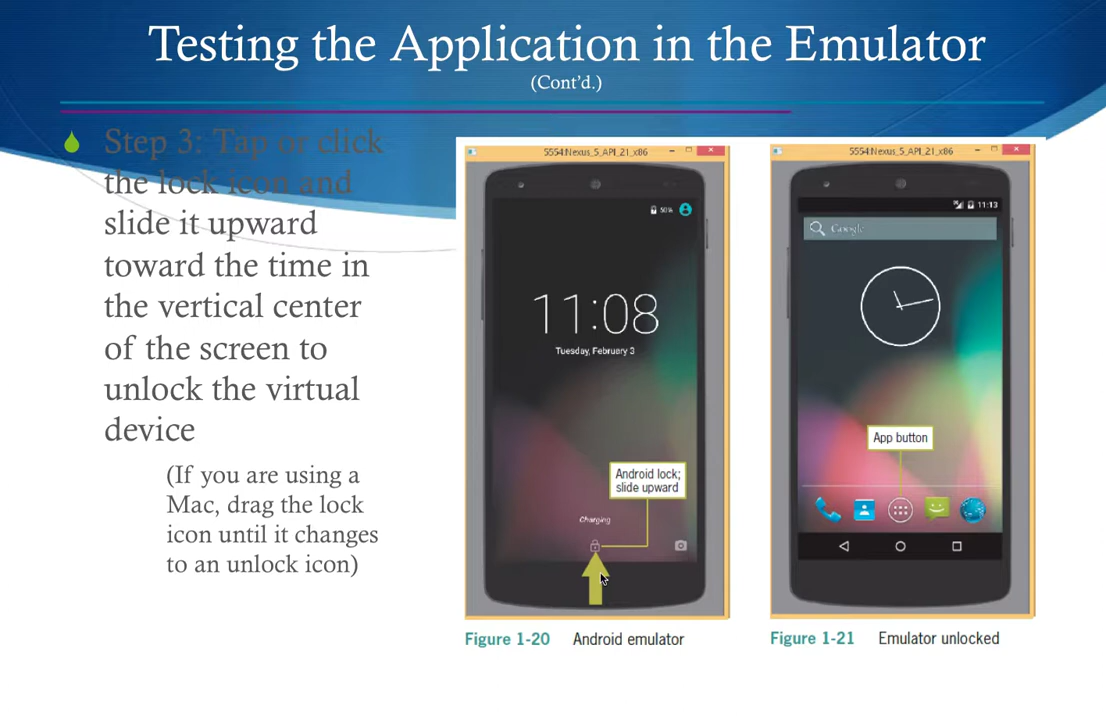 Testing the Application in the Emulator
(Cont'd.)
Step 3: Tap or click
the lock icon and
slide it upward
toward the time in
the vertical center
of the screen to
unlock the virtual
device
(If you are using a
Mac, drag the lock
icon until it changes
to an unlock icon)
5554:Nexus_5_API_21_x86
50%
11:08
Tuesday, February 3
Android lock;
slide upward
Charging
Figure 1-20 Android emulator
5554:Nexus_5_API_21_x86
11:13
Google
App button
Figure 1-21 Emulator unlocked